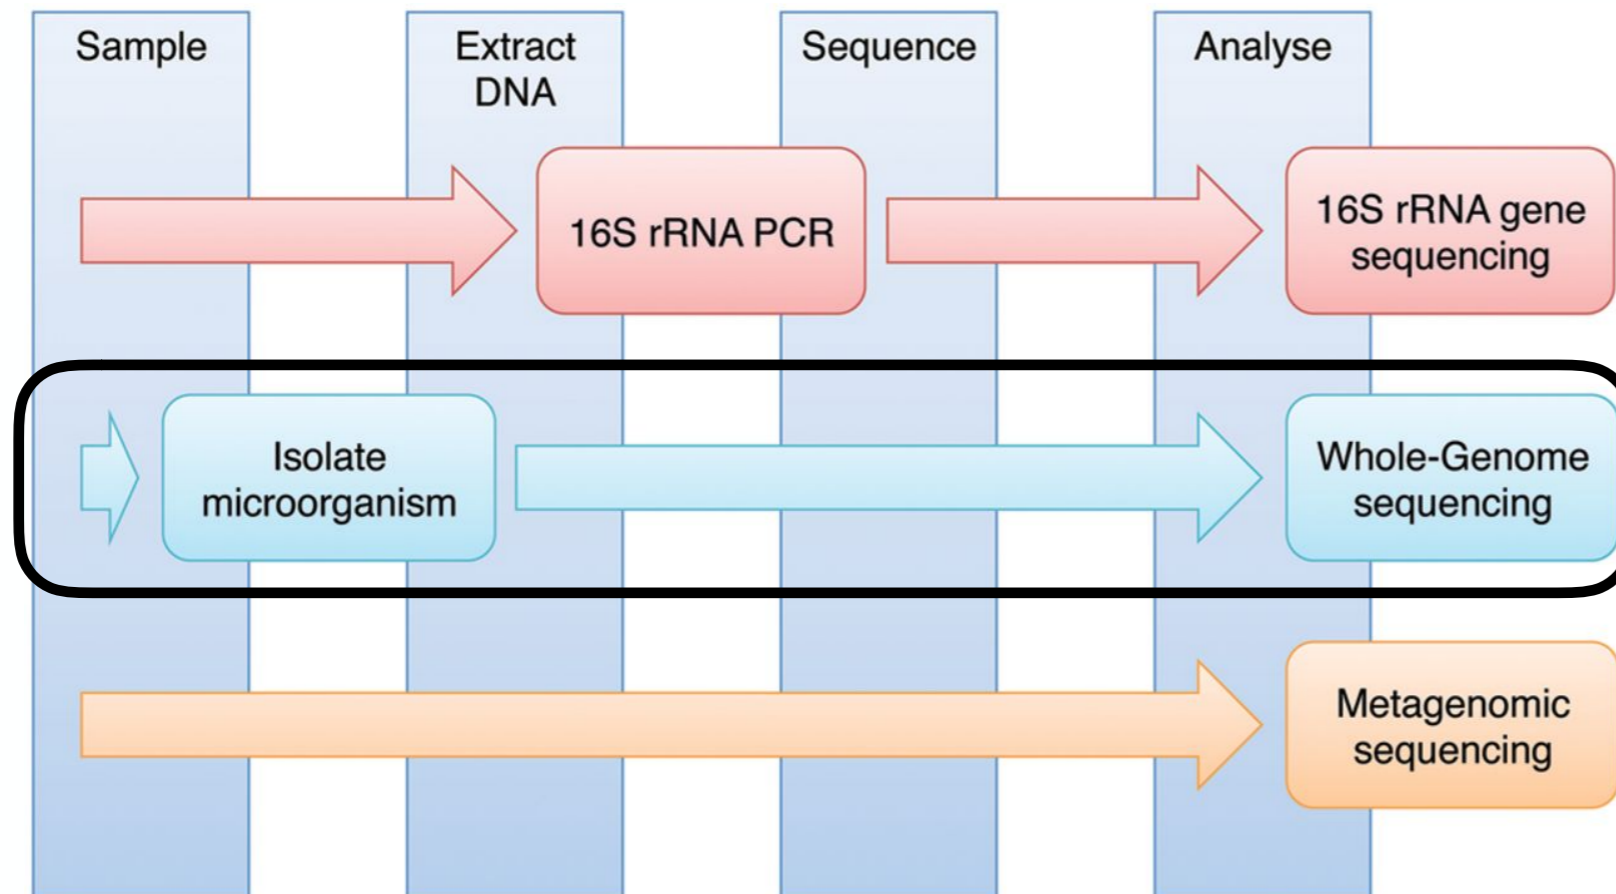 Sample
Extract
DNA
Sequence
Analyse
16S rRNA PCR
16S rRNA gene
sequencing
Isolate
microorganism
Whole-Genome
sequencing
Metagenomic
sequencing